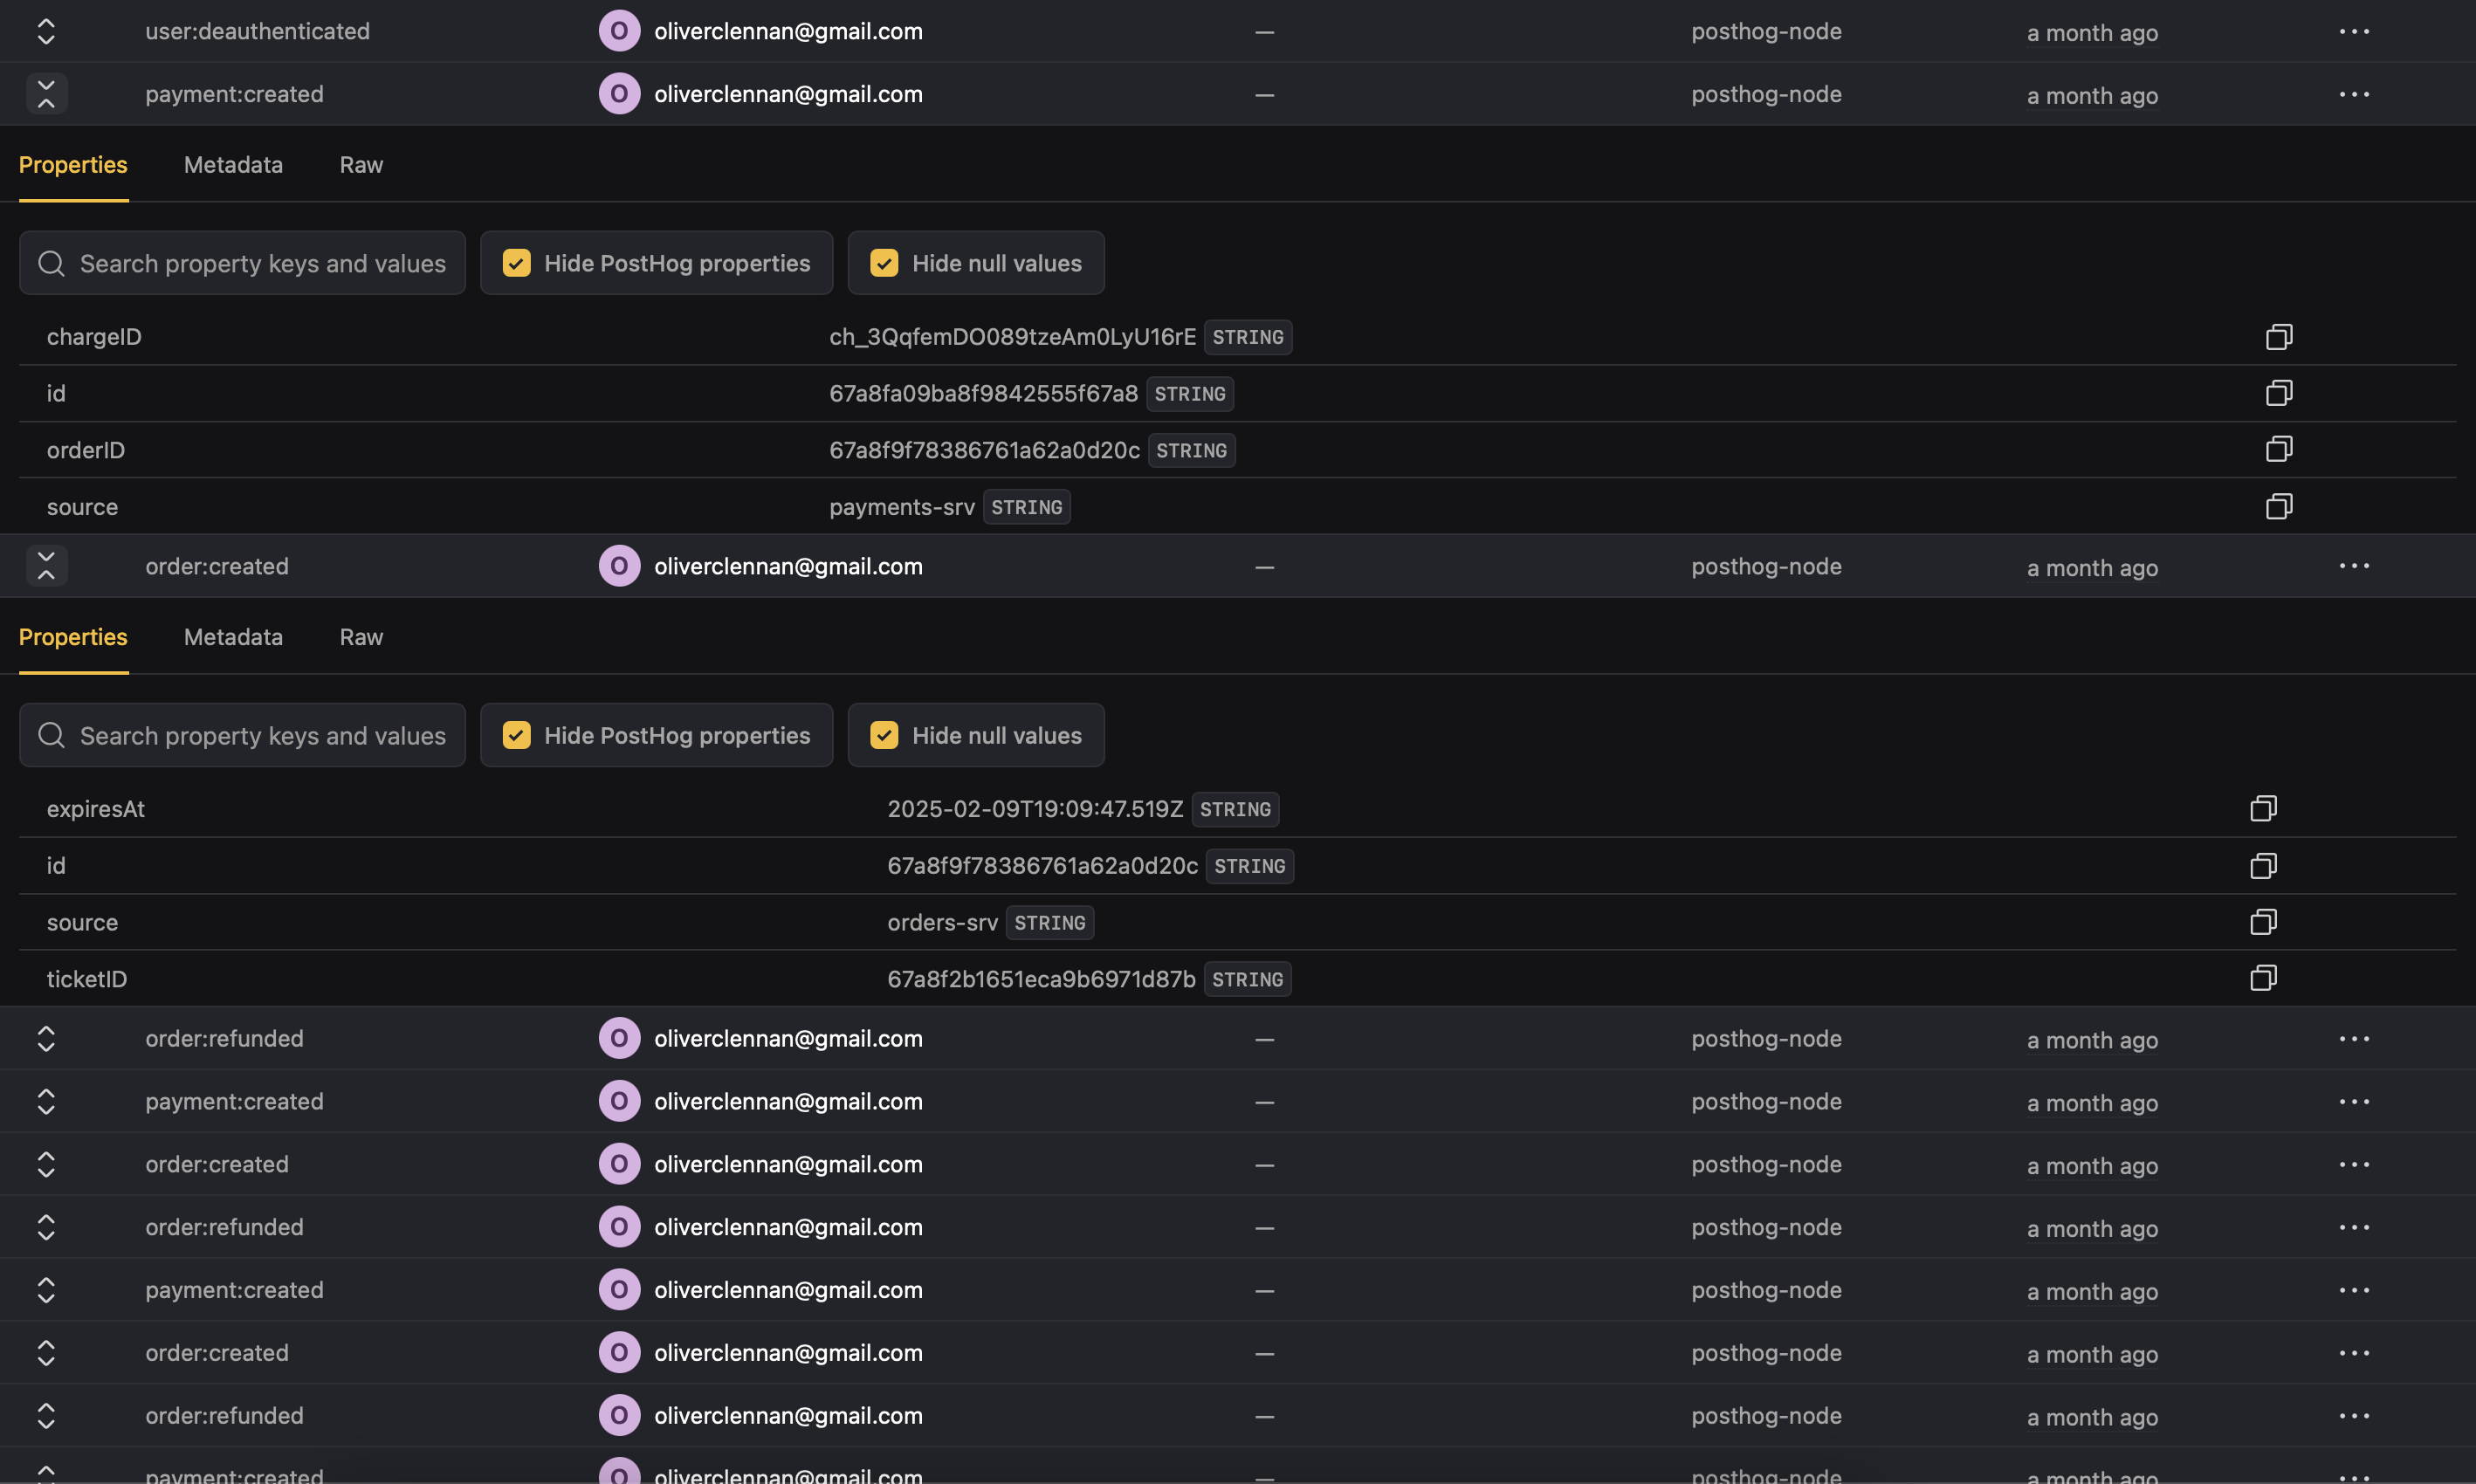 user:deauthenticated O oliverclennan@gmail.com — posthog-node a month ago ...
payment:created O oliverclennan@gmail.com — posthog-node a month ago ...
Properties Metadata Raw
Search property keys and values Hide PostHog properties Hide null values
chargeID ch_3QqfemDO089tzeAm0LyU16rE STRING
id 67a8fa09ba8f9842555f67a8 STRING
orderID 67a8f9f78386761a62a0d20c STRING
source payments-srv STRING
order:created O oliverclennan@gmail.com — posthog-node a month ago ...
Properties Metadata Raw
Search property keys and values Hide PostHog properties Hide null values
expiresAt 2025-02-09T19:09:47.519Z STRING
id 67a8f9f78386761a62a0d20c STRING
source orders-srv STRING
ticketID 67a8f2b1651eca9b6971d87b STRING
order:refunded O oliverclennan@gmail.com — posthog-node a month ago ...
payment:created O oliverclennan@gmail.com — posthog-node a month ago ...
order:created O oliverclennan@gmail.com — posthog-node a month ago ...
order:refunded O oliverclennan@gmail.com — posthog-node a month ago ...
payment:created O oliverclennan@gmail.com — posthog-node a month ago ...
order:created O oliverclennan@gmail.com — posthog-node a month ago ...
order:refunded O oliverclennan@gmail.com — posthog-node a month ago ...
payment:created O oliverclennan@gmail.com — posthog-node a month ago ...